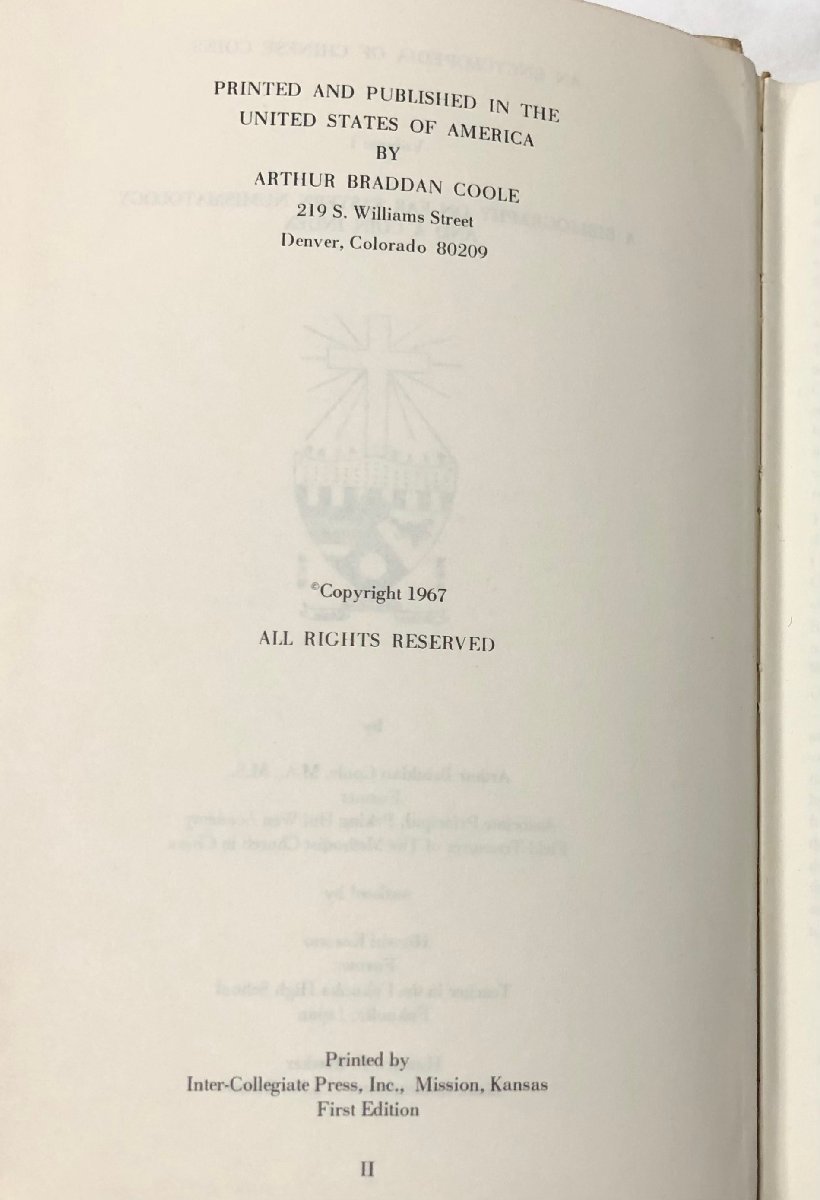 PRINTED AND PUBLISHED IN THE
UNITED STATES OF AMERICA
BY
ARTHUR BRADDAN COOLE
219 S. Williams Street
Denver, Colorado 80209
©Copyright 1967
ALL RIGHTS RESERVED
Printed by
Inter-Collegiate Press, Inc., Mission, Kansas
First Edition
II